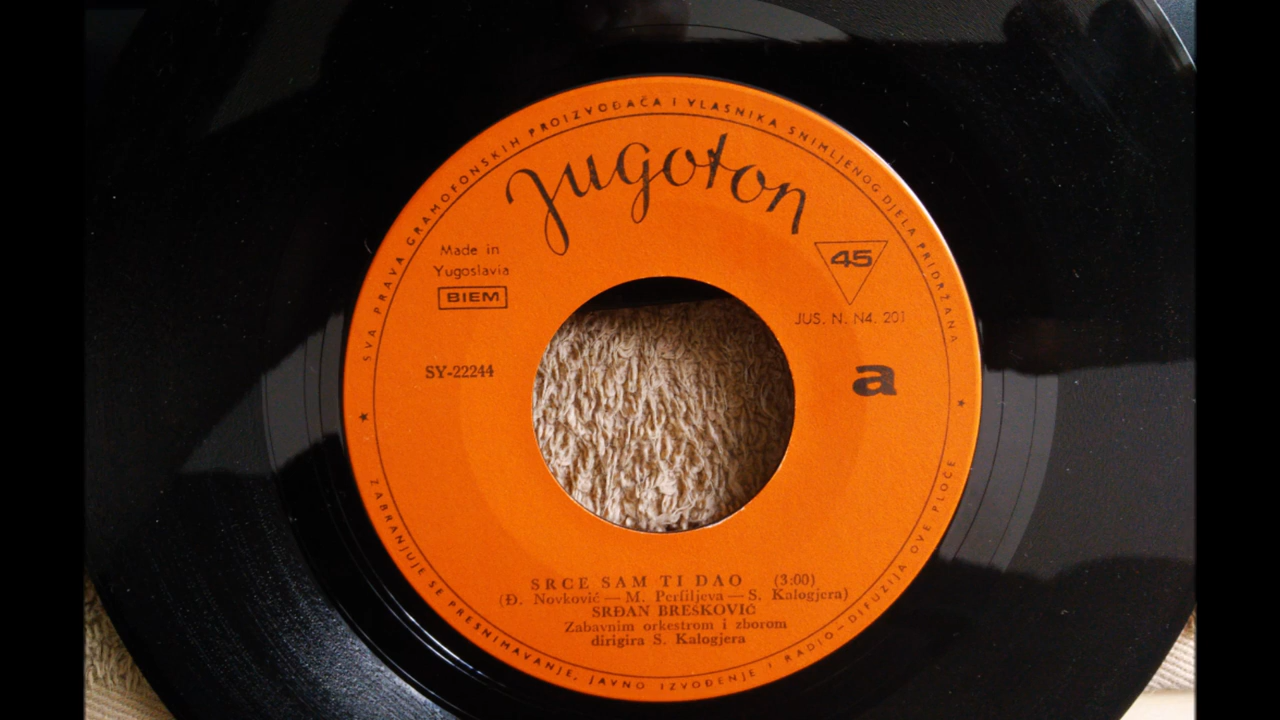 SVA PRAVA GRAMOFONSKIH PROIZVOĐAČA I VLASNIKA SNIMLJENOG DJELA PRIDRŽANA
Jugoton
Made in
Yugoslavia
BIEM
45
JUS. N. N4. 201
SY-22244
a
SRCE SAM TI DAO (3:00)
(Đ. Novković — M. Perfiljeva — S. Kalogjera)
SRĐAN BREŠKOVIĆ
Zabavnim orkestrom i zborom
dirigira S. Kalogjera
ZABRANJUJE SE PRESNIMAVANJE, JAVNO IZVOĐENJE I RADIO-DIFUZIJA OVE PLOČE